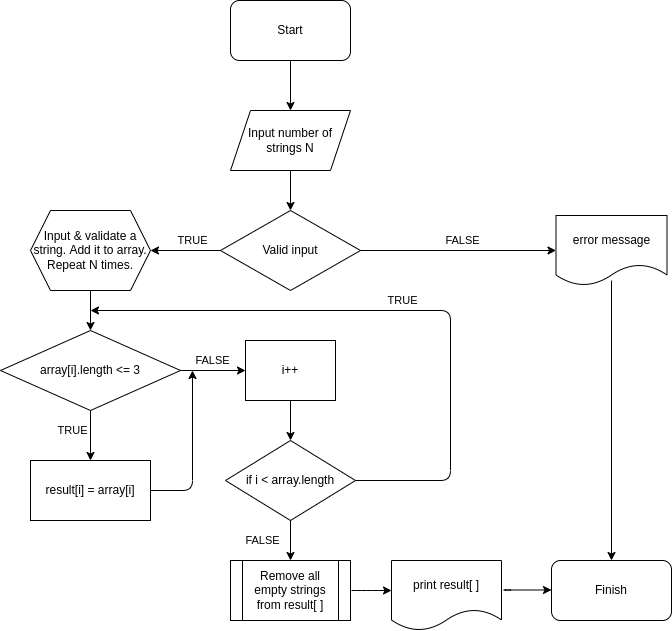 Start
Input number of
strings N
Valid input
TRUE
FALSE
Input & validate a
string. Add it to array.
Repeat N times.
error message
TRUE
array[i].length <= 3
FALSE
i++
TRUE
result[i] = array[i]
if i < array.length
FALSE
Remove all
empty strings
from result[ ]
print result[ ]
Finish